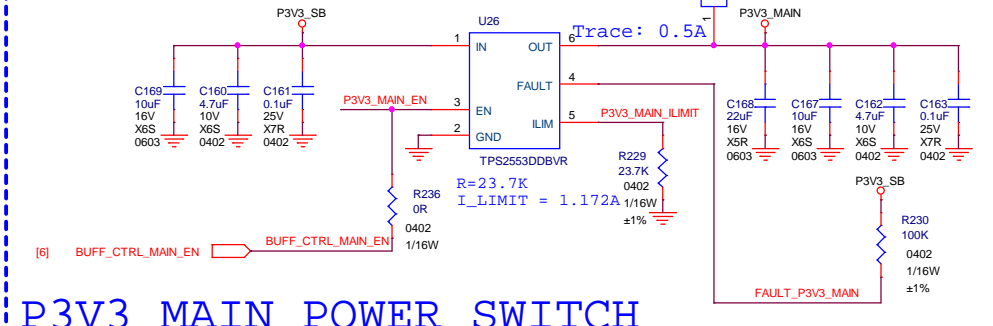 P3V3_SB
U26
Trace: 0.5A
1
P3V3_MAIN
1
IN
OUT
6
FAULT
4
P3V3_MAIN_EN
3
EN
ILIM
5
P3V3_MAIN_ILIMIT
2
GND
TPS2553DDBVR
C169
10uF
16V
X6S
0603
C160
4.7uF
10V
X6S
0402
C161
0.1uF
25V
X7R
0402
C168
22uF
16V
X5R
0603
C167
10uF
16V
X6S
0603
C162
4.7uF
10V
X6S
0402
C163
0.1uF
25V
X7R
0402
R229
23.7K
0402
1/16W
±1%
R=23.7K
I_LIMIT = 1.172A
R236
0R
0402
1/16W
P3V3_SB
R230
100K
0402
1/16W
±1%
[6]
BUFF_CTRL_MAIN_EN
BUFF_CTRL_MAIN_EN
FAULT_P3V3_MAIN
P3V3 MAIN POWER SWITCH